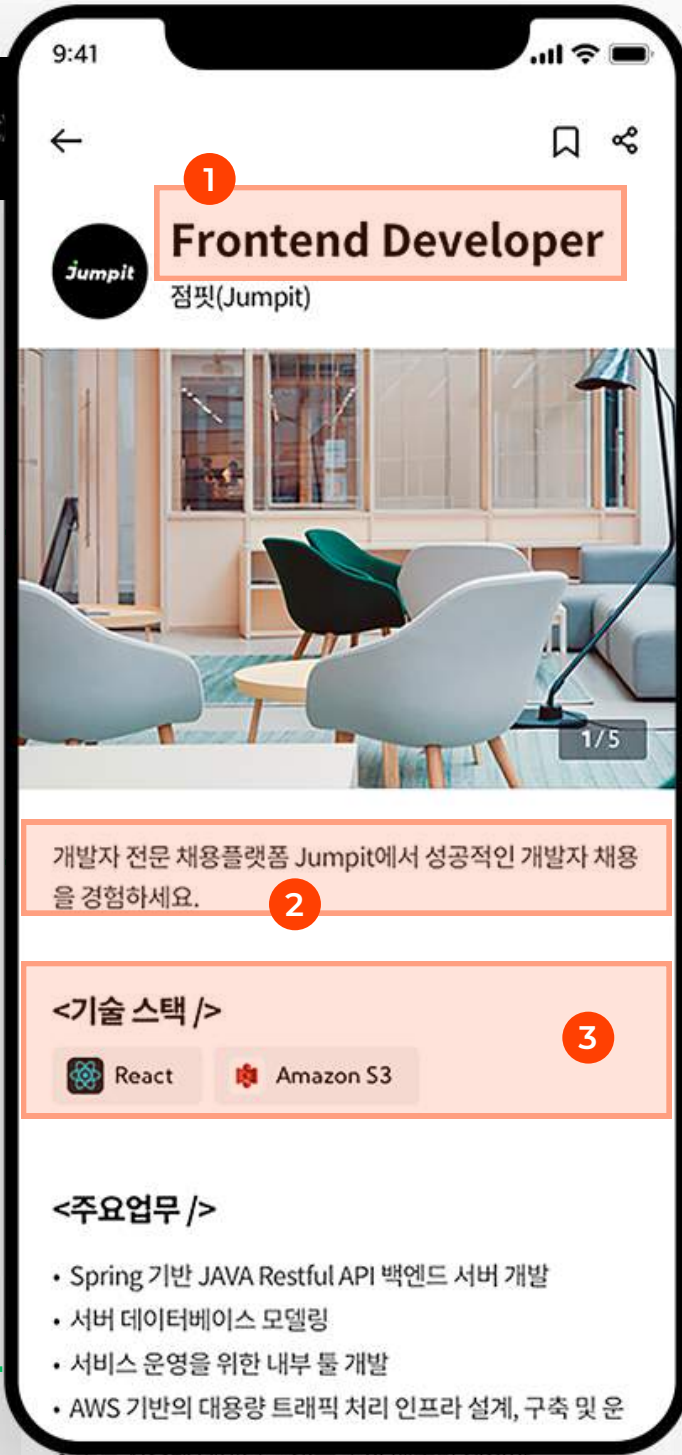 9:41
1
Frontend Developer
Jumpit
점핏(Jumpit)
1/5
개발자 전문 채용플랫폼 Jumpit에서 성공적인 개발자 채용
을 경험하세요.
2
<기술 스택 />
3
React
Amazon S3
<주요업무 />
• Spring 기반 JAVA Restful API 백엔드 서버 개발
• 서버 데이터베이스 모델링
• 서비스 운영을 위한 내부 툴 개발
• AWS 기반의 대용량 트래픽 처리 인프라 설계, 구축 및 운